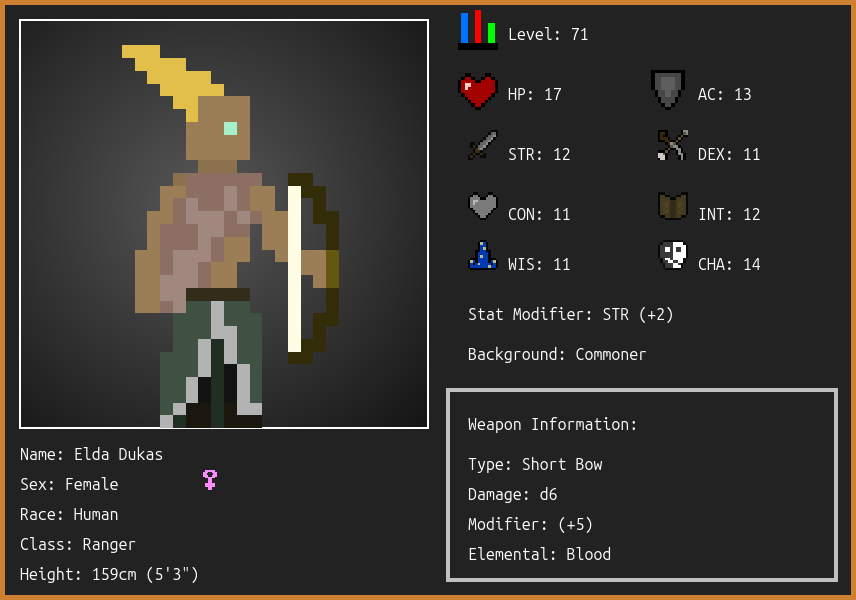 Level: 71
HP: 17
AC: 13
STR: 12
DEX: 11
CON: 11
INT: 12
WIS: 11
CHA: 14
Stat Modifier: STR (+2)
Background: Commoner
Name: Elda Dukas
Sex: Female
Race: Human
Class: Ranger
Height: 159cm (5'3")
Weapon Information:
Type: Short Bow
Damage: d6
Modifier: (+5)
Elemental: Blood